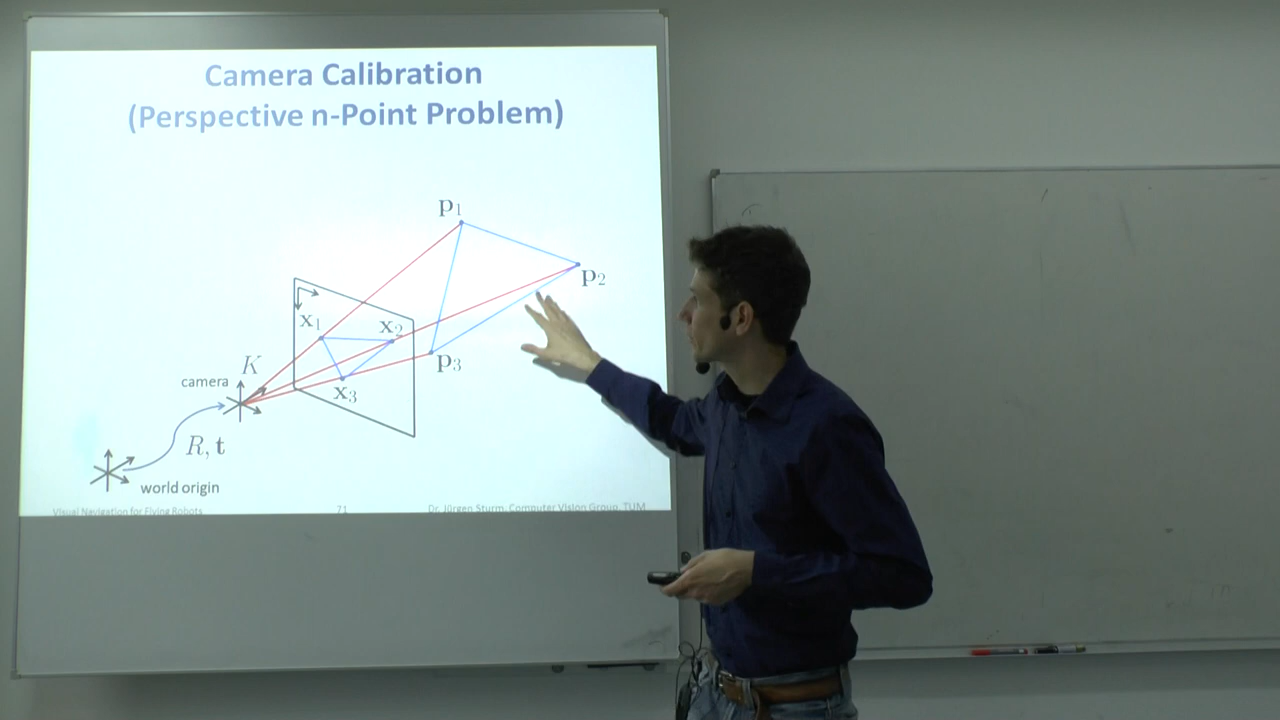 Camera Calibration
(Perspective n-Point Problem)
p1
p2
x1
x2
p3
K
camera
x3
R, t
world origin
Visual Navigation for Flying Robots
71
Dr. Jürgen Sturm, Computer Vision Group, TUM